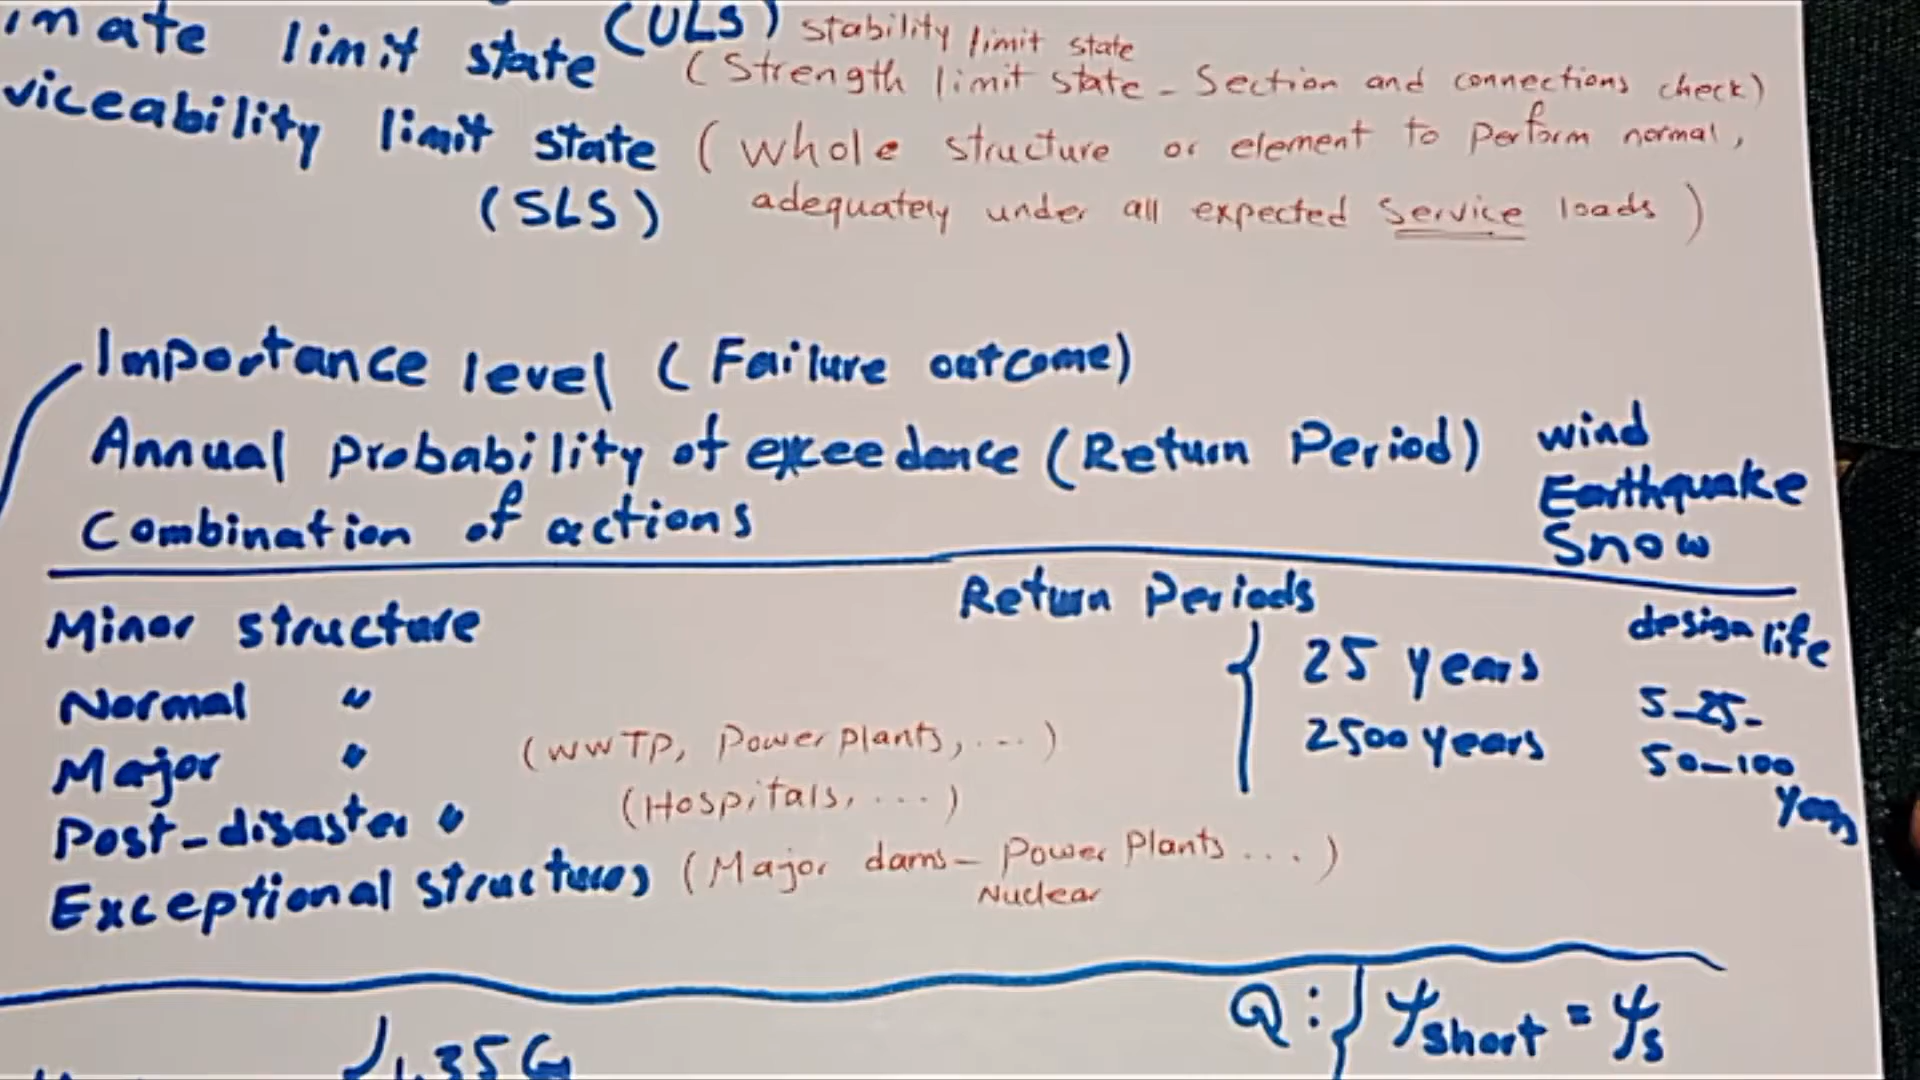 imate limit state (ULS) stability limit state
(Strength limit state - Section and connections check)
viceability limit state (Whole structure or element to perform normal,
(SLS) adequately under all expected Service loads)
Importance level (Failure outcome)
Annual Probability of exceedance (Return Period) wind
Earthquake
Combination of actions Snow
Return Periods
Minor structure 25 years design life
Normal " 5-25-
Major " (WWTP, Power plants, ...) 2500 years 50-100
years
Post-disaster " (Hospitals, ...)
Exceptional structures (Major dams - Power Plants ...)
Nuclear
Q: { ψshort = ψs
1.35G